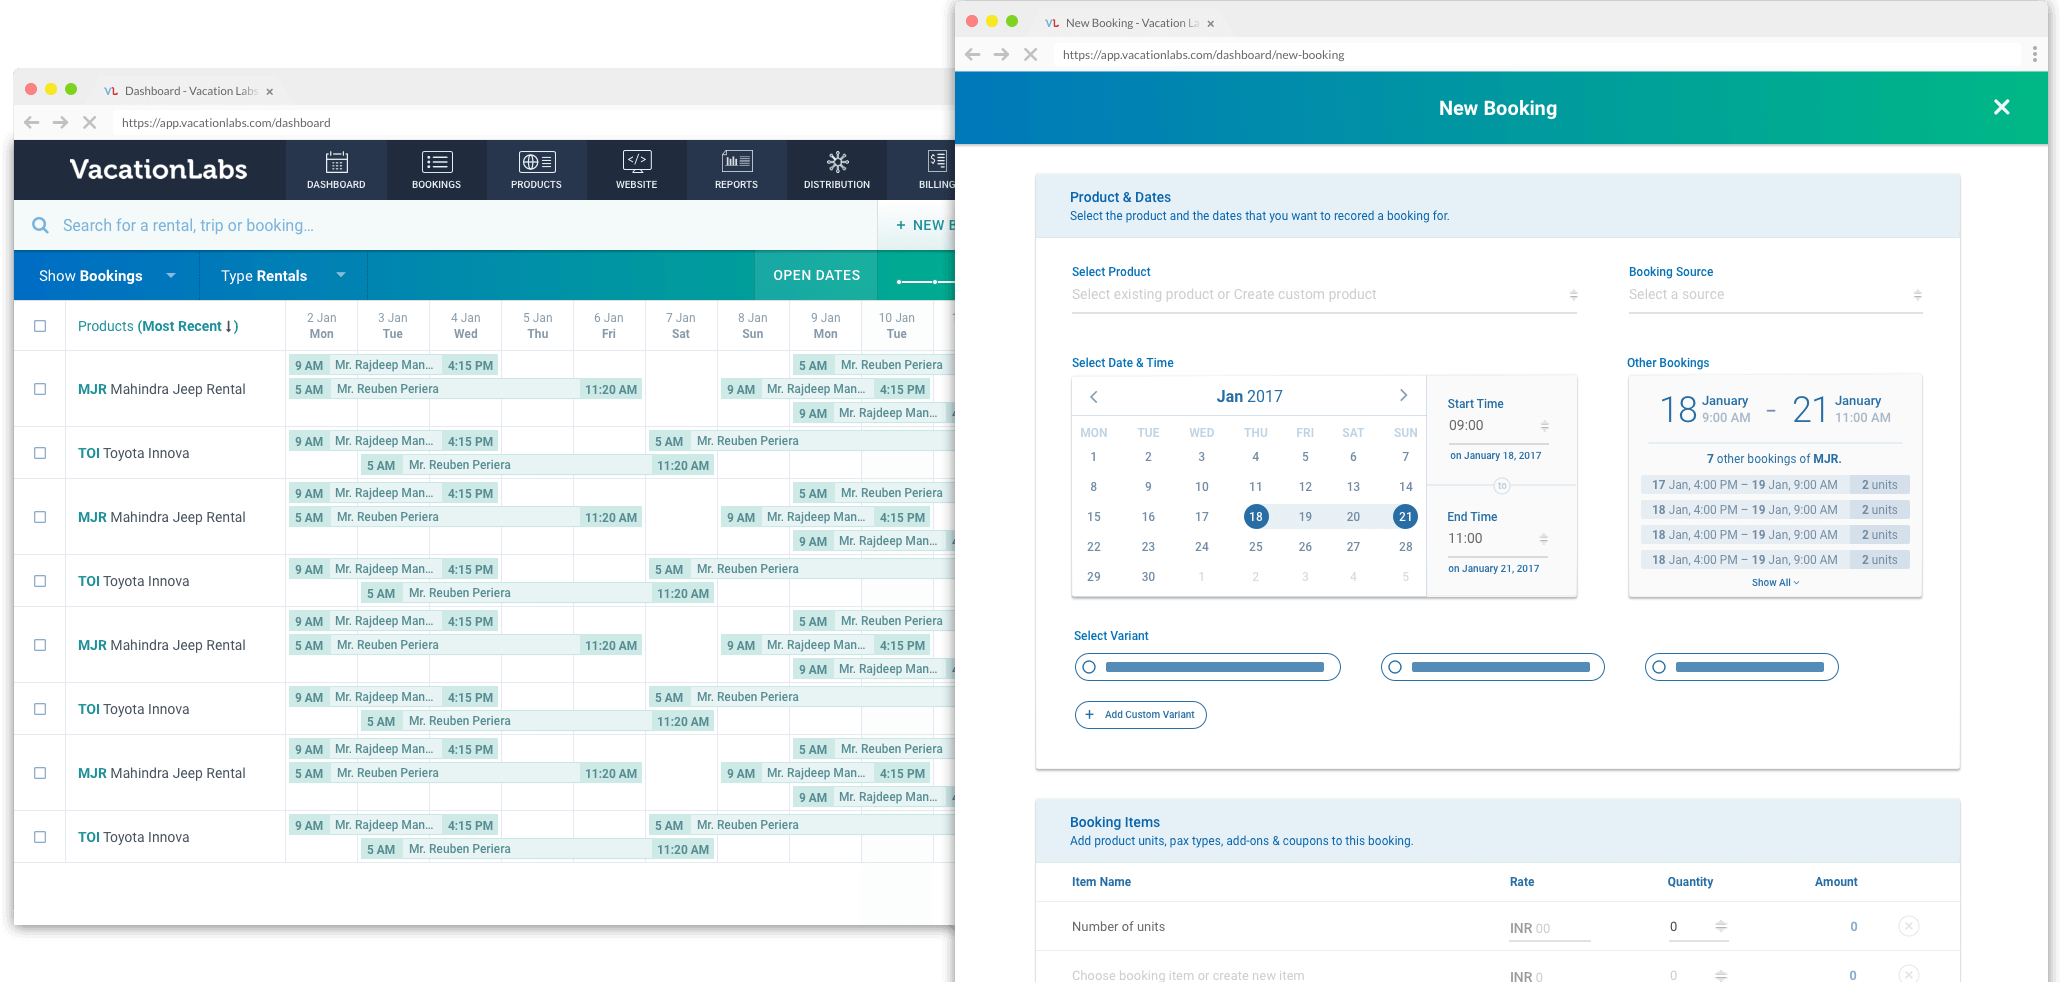 Dashboard - Vacation Labs
https://app.vacationlabs.com/dashboard
VacationLabs
DASHBOARD
BOOKINGS
PRODUCTS
WEBSITE
REPORTS
DISTRIBUTION
BILLING
Search for a rental, trip or booking...
+ NEW B
Show Bookings
Type Rentals
OPEN DATES
Products (Most Recent ↓)
2 Jan Mon
3 Jan Tue
4 Jan Wed
5 Jan Thu
6 Jan Fri
7 Jan Sat
8 Jan Sun
9 Jan Mon
10 Jan Tue
MJR Mahindra Jeep Rental
9 AM Mr. Rajdeep Man... 4:15 PM
5 AM Mr. Reuben Periera
5 AM Mr. Reuben Periera 11:20 AM
9 AM Mr. Rajdeep Man... 4:15 PM
9 AM Mr. Rajdeep Man...
TOI Toyota Innova
9 AM Mr. Rajdeep Man... 4:15 PM
5 AM Mr. Reuben Periera
5 AM Mr. Reuben Periera 11:20 AM
MJR Mahindra Jeep Rental
9 AM Mr. Rajdeep Man... 4:15 PM
5 AM Mr. Reuben Periera
5 AM Mr. Reuben Periera 11:20 AM
9 AM Mr. Rajdeep Man... 4:15 PM
9 AM Mr. Rajdeep Man...
TOI Toyota Innova
9 AM Mr. Rajdeep Man... 4:15 PM
5 AM Mr. Reuben Periera
5 AM Mr. Reuben Periera 11:20 AM
MJR Mahindra Jeep Rental
9 AM Mr. Rajdeep Man... 4:15 PM
5 AM Mr. Reuben Periera
5 AM Mr. Reuben Periera 11:20 AM
9 AM Mr. Rajdeep Man... 4:15 PM
9 AM Mr. Rajdeep Man...
TOI Toyota Innova
9 AM Mr. Rajdeep Man... 4:15 PM
5 AM Mr. Reuben Periera
5 AM Mr. Reuben Periera 11:20 AM
MJR Mahindra Jeep Rental
9 AM Mr. Rajdeep Man... 4:15 PM
5 AM Mr. Reuben Periera
5 AM Mr. Reuben Periera 11:20 AM
9 AM Mr. Rajdeep Man... 4:15 PM
9 AM Mr. Rajdeep Man...
TOI Toyota Innova
9 AM Mr. Rajdeep Man... 4:15 PM
5 AM Mr. Reuben Periera
5 AM Mr. Reuben Periera 11:20 AM
New Booking - Vacation La
https://app.vacationlabs.com/dashboard/new-booking
New Booking
Product & Dates
Select the product and the dates that you want to recored a booking for.
Select Product
Select existing product or Create custom product
Booking Source
Select a source
Select Date & Time
Jan 2017
MON TUE WED THU FRI SAT SUN
1 2 3 4 5 6 7
8 9 10 11 12 13 14
15 16 17 18 19 20 21
22 23 24 25 26 27 28
29 30 1 2 3 4 5
Start Time
09:00
on January 18, 2017
to
End Time
11:00
on January 21, 2017
Other Bookings
18 January 9:00 AM - 21 January 11:00 AM
7 other bookings of MJR.
17 Jan, 4:00 PM – 19 Jan, 9:00 AM 2 units
18 Jan, 4:00 PM – 19 Jan, 9:00 AM 2 units
18 Jan, 4:00 PM – 19 Jan, 9:00 AM 2 units
18 Jan, 4:00 PM – 19 Jan, 9:00 AM 2 units
Show All
Select Variant
+ Add Custom Variant
Booking Items
Add product units, pax types, add-ons & coupons to this booking.
Item Name Rate Quantity Amount
Number of units INR 00 0 0
Choose booking item or create new item INR 0 0 0